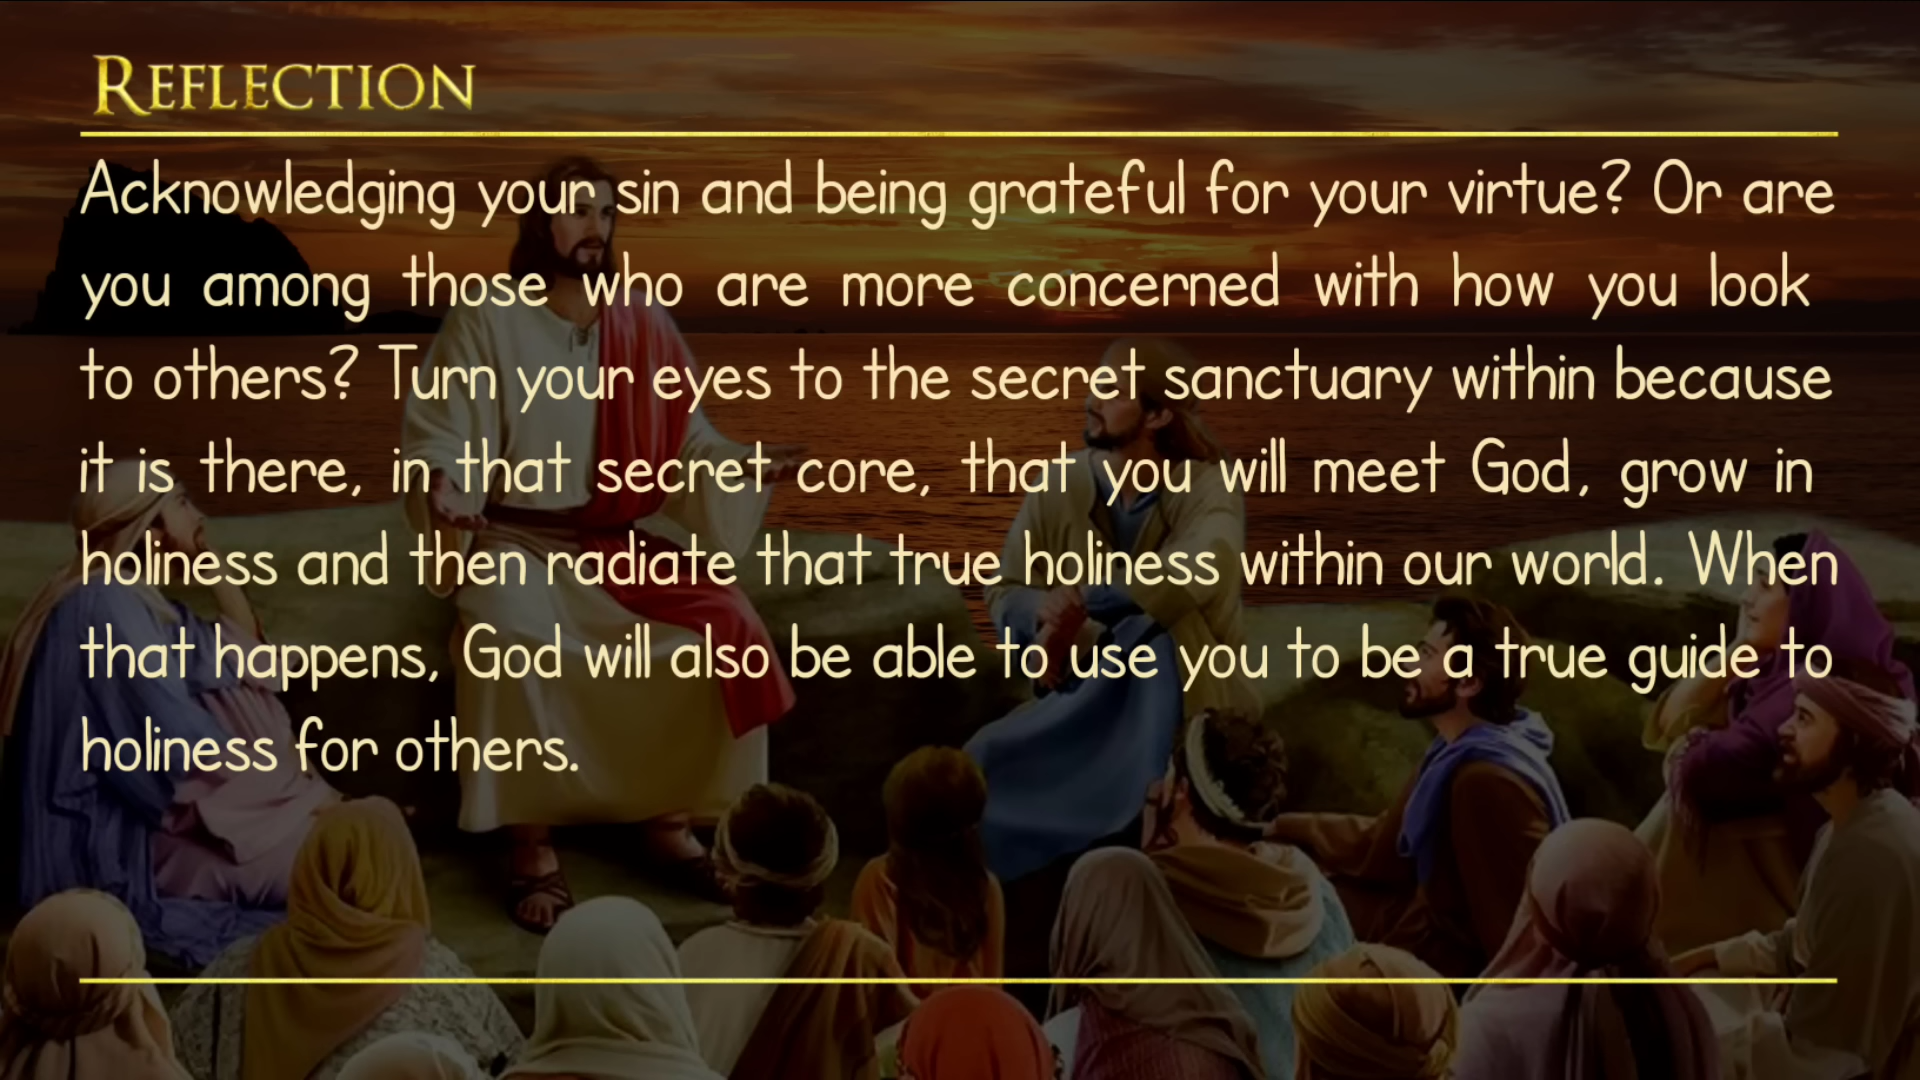 REFLECTION
Acknowledging your sin and being grateful for your virtue? Or are
you among those who are more concerned with how you look
to others? Turn your eyes to the secret sanctuary within because
it is there, in that secret core, that you will meet God, grow in
holiness and then radiate that true holiness within our world. When
that happens, God will also be able to use you to be a true guide to
holiness for others.